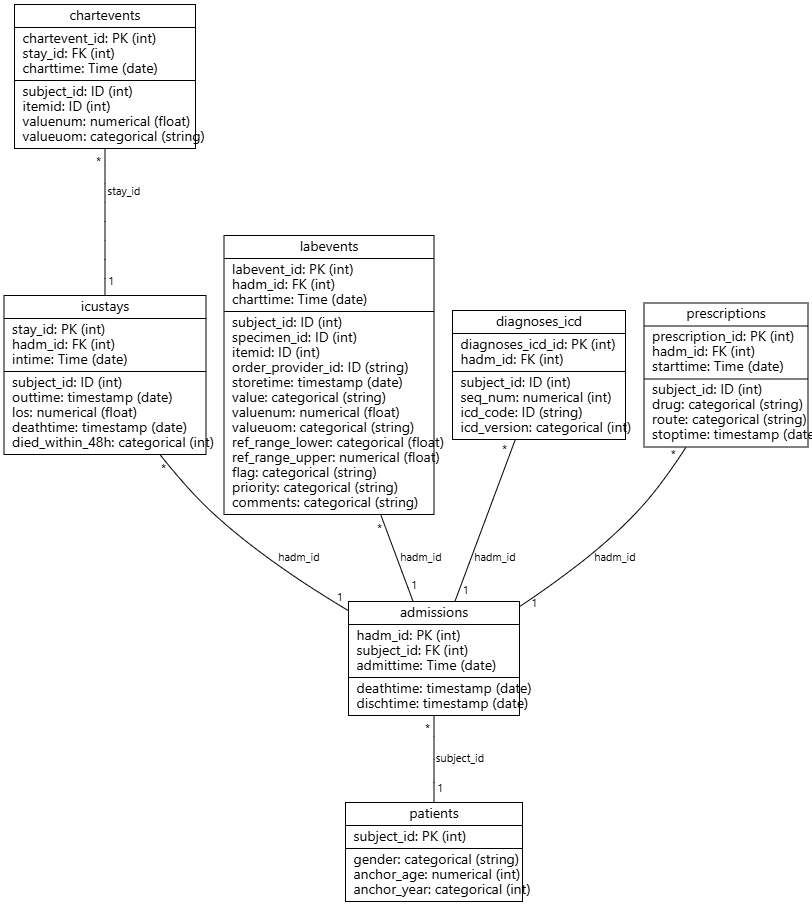 chartevents
chartevent_id: PK (int)
stay_id: FK (int)
charttime: Time (date)
subject_id: ID (int)
itemid: ID (int)
valuenum: numerical (float)
valueuom: categorical (string)
*
stay_id
1
icustays
stay_id: PK (int)
hadm_id: FK (int)
intime: Time (date)
subject_id: ID (int)
outtime: timestamp (date)
los: numerical (float)
deathtime: timestamp (date)
died_within_48h: categorical (int)
*
hadm_id
1
labevents
labevent_id: PK (int)
hadm_id: FK (int)
charttime: Time (date)
subject_id: ID (int)
specimen_id: ID (int)
itemid: ID (int)
order_provider_id: ID (string)
storetime: timestamp (date)
value: categorical (string)
valuenum: numerical (float)
valueuom: categorical (string)
ref_range_lower: categorical (float)
ref_range_upper: numerical (float)
flag: categorical (string)
priority: categorical (string)
comments: categorical (string)
*
hadm_id
1
diagnoses_icd
diagnoses_icd_id: PK (int)
hadm_id: FK (int)
subject_id: ID (int)
seq_num: numerical (int)
icd_code: ID (string)
icd_version: categorical (int)
*
hadm_id
1
prescriptions
prescription_id: PK (int)
hadm_id: FK (int)
starttime: Time (date)
subject_id: ID (int)
drug: categorical (string)
route: categorical (string)
stoptime: timestamp (date
*
hadm_id
1
admissions
hadm_id: PK (int)
subject_id: FK (int)
admittime: Time (date)
deathtime: timestamp (date)
dischtime: timestamp (date)
*
subject_id
1
patients
subject_id: PK (int)
gender: categorical (string)
anchor_age: numerical (int)
anchor_year: categorical (int)